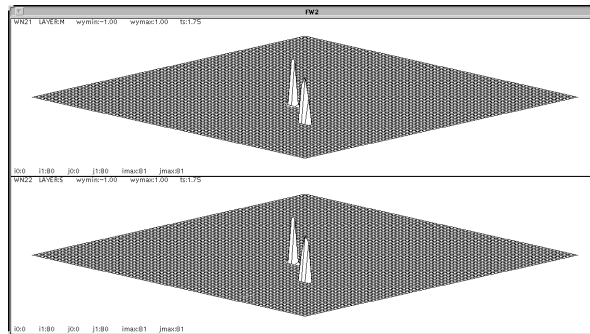 FW2
WN21 LAYER:M wymin:-1.00 wymax:1.00 ts:1.75
i0:0 i1:80 j0:0 j1:80 imax:81 jmax:81
WN22 LAYER:S wymin:-1.00 wymax:1.00 ts:1.75
i0:0 i1:80 j0:0 j1:80 imax:81 jmax:81